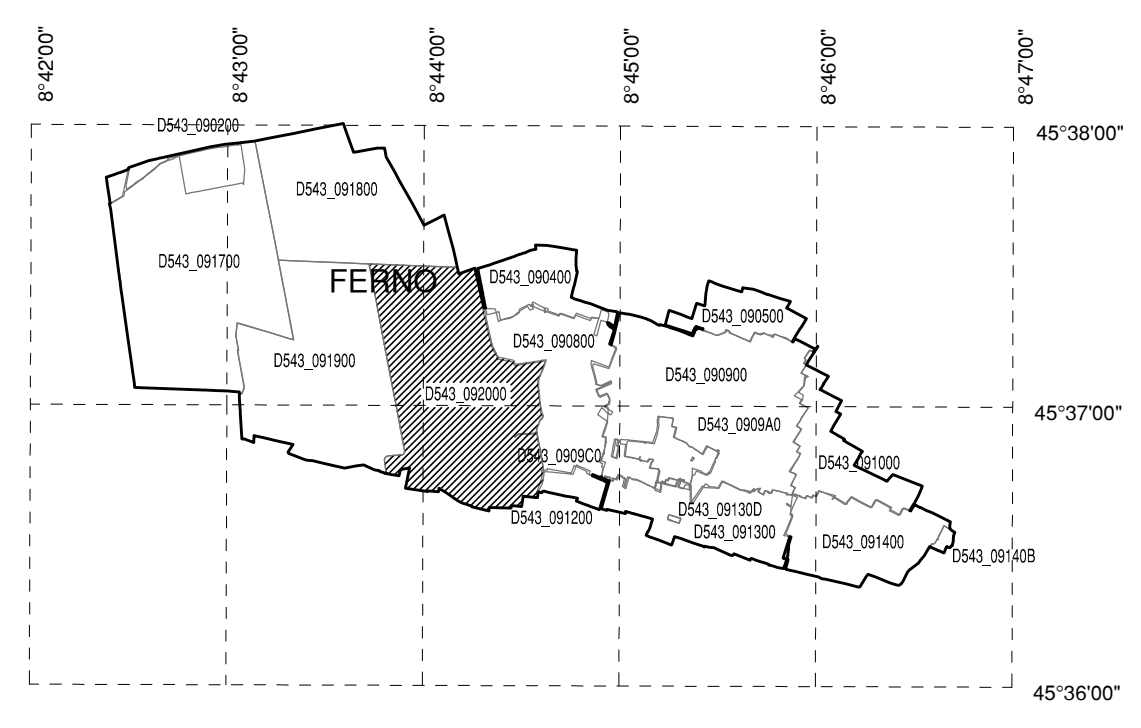 8°42'00"
8°43'00"
8°44'00"
8°45'00"
8°46'00"
8°47'00"
D543_090200
45°38'00"
D543_091800
D543_091700
FERNO
D543_090400
D543_090500
D543_090800
D543_091900
D543_090900
D543_092000
45°37'00"
D543_0909A0
D543_0909C0
D543_091000
D543_09130D
D543_091200
D543_091300
D543_091400
D543_09140B
45°36'00"